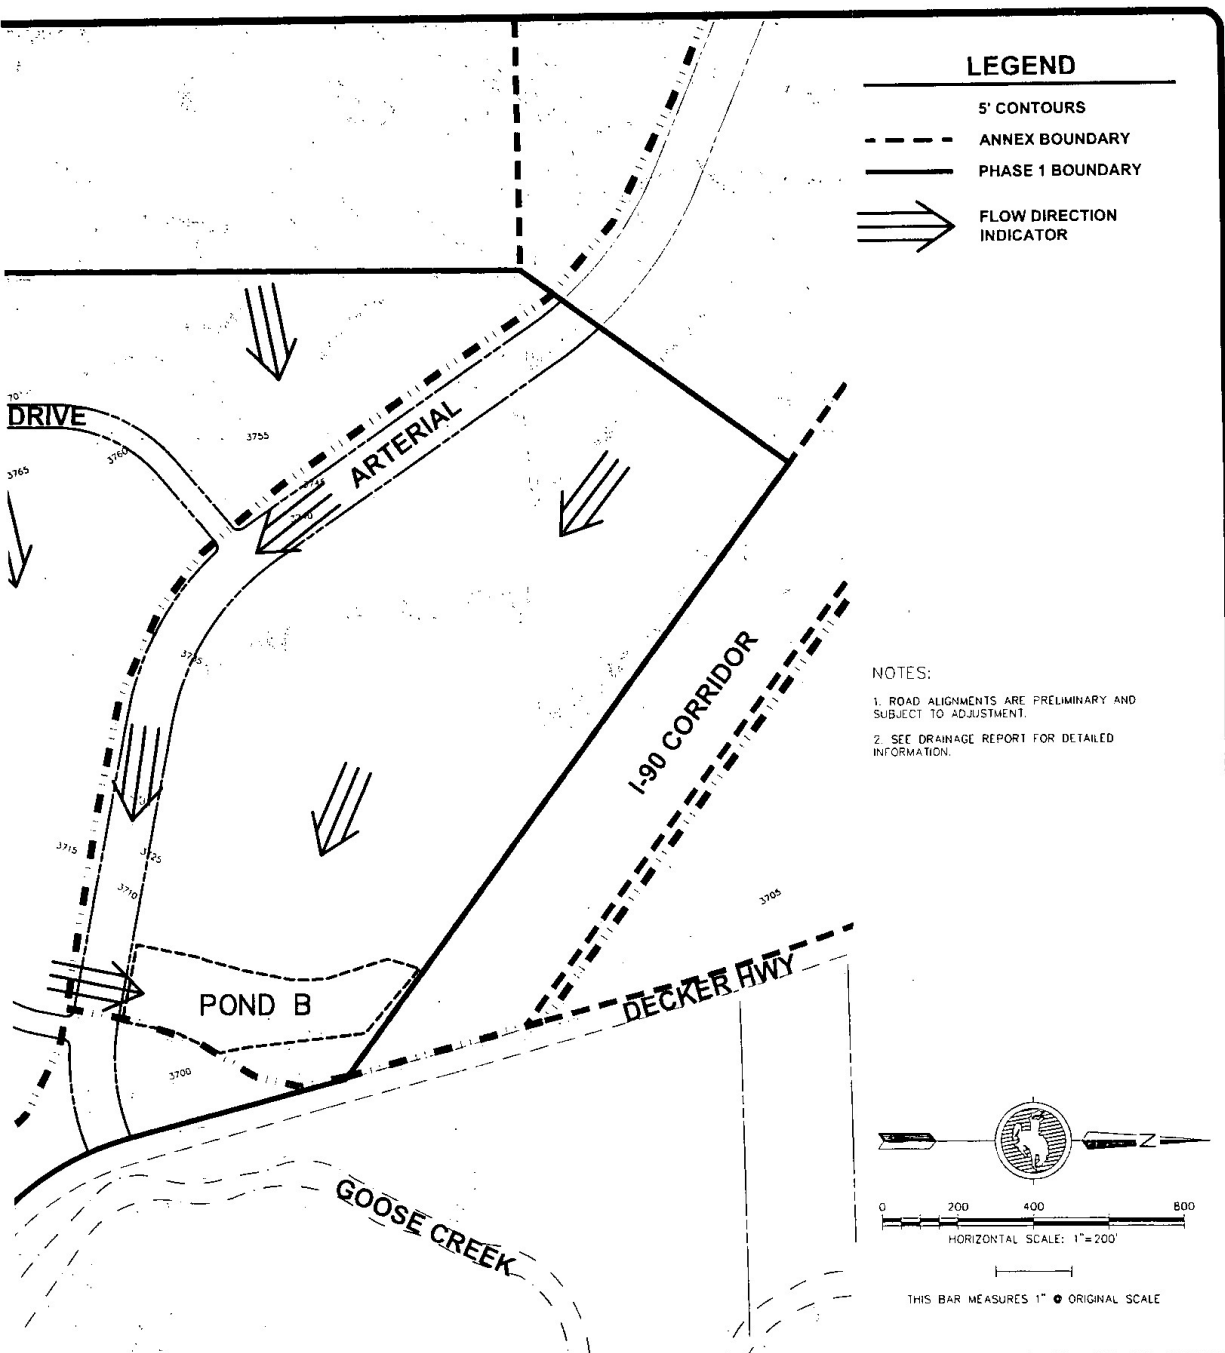 LEGEND
5' CONTOURS
ANNEX BOUNDARY
PHASE 1 BOUNDARY
FLOW DIRECTION
INDICATOR
DRIVE
3755
3760
3765
ARTERIAL
3740
3715
3725
3710
I-90 CORRIDOR
NOTES:
1. ROAD ALIGNMENTS ARE PRELIMINARY AND
SUBJECT TO ADJUSTMENT.
2. SEE DRAINAGE REPORT FOR DETAILED
INFORMATION.
3705
POND B
DECKER HWY
3700
GOOSE CREEK
N
0 200 400 800
HORIZONTAL SCALE: 1"=200'
THIS BAR MEASURES 1" @ ORIGINAL SCALE